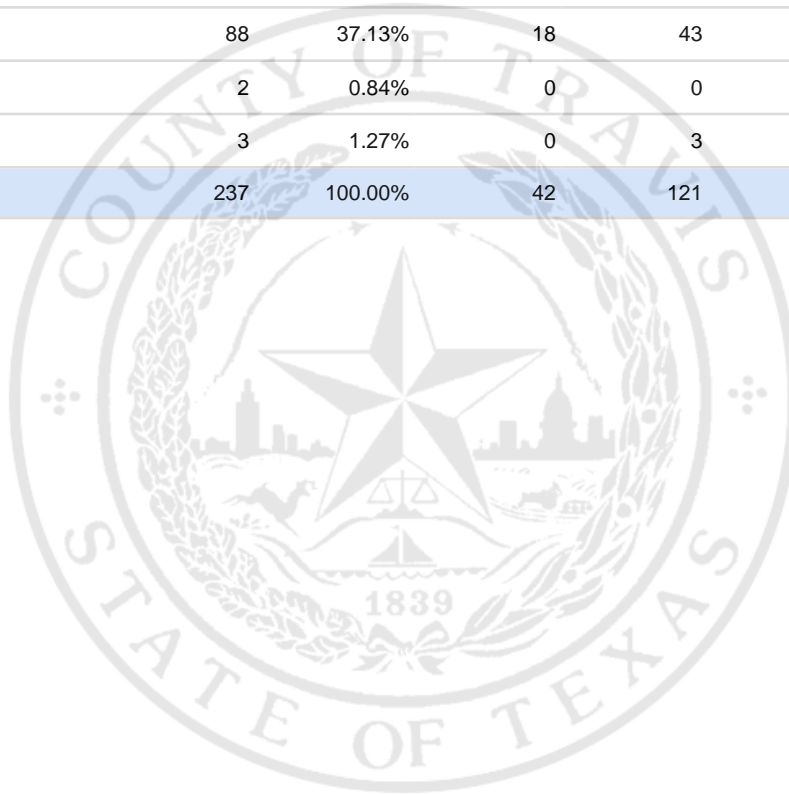 88 37.13% 18 43
2 0.84% 0 0
3 1.27% 0 3
237 100.00% 42 121
COUNTY OF TRAVIS
1839
STATE OF TEXAS